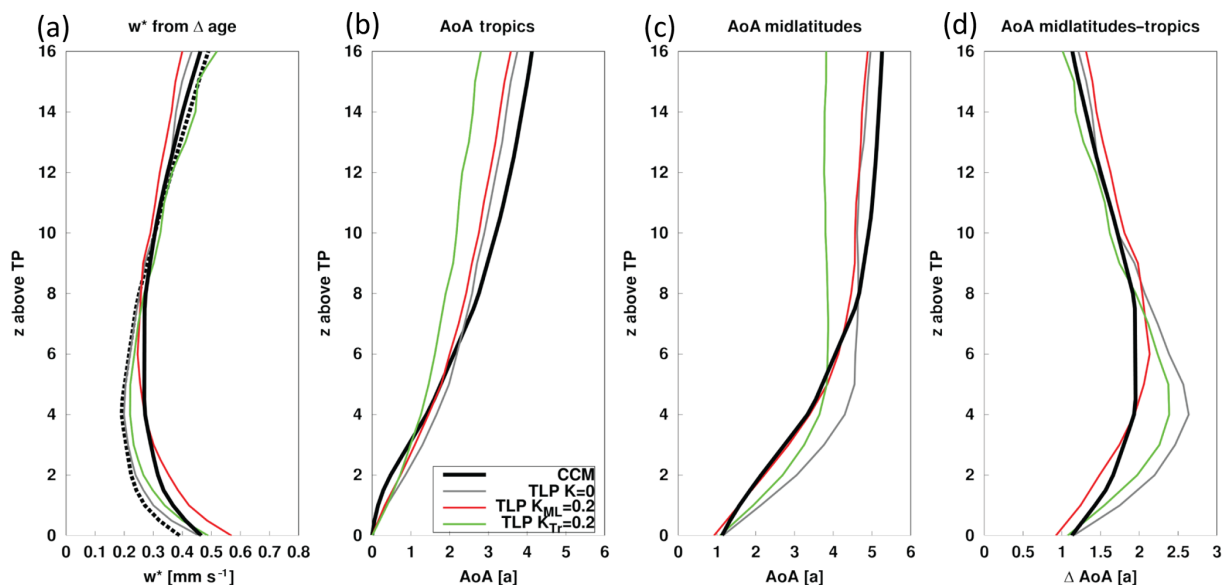 (a) w* from Δ age
(b) AoA tropics
(c) AoA midlatitudes
(d) AoA midlatitudes–tropics
z above TP
16
14
12
10
8
6
4
2
0
0 0.1 0.2 0.3 0.4 0.5 0.6 0.7 0.8
w* [mm s⁻¹]
z above TP
16
14
12
10
8
6
4
2
0
0 1 2 3 4 5 6
AoA [a]
CCM
TLP K=0
TLP K_ML=0.2
TLP K_Tr=0.2
z above TP
16
14
12
10
8
6
4
2
0
0 1 2 3 4 5 6
AoA [a]
z above TP
16
14
12
10
8
6
4
2
0
0 0.5 1 1.5 2 2.5 3
Δ AoA [a]